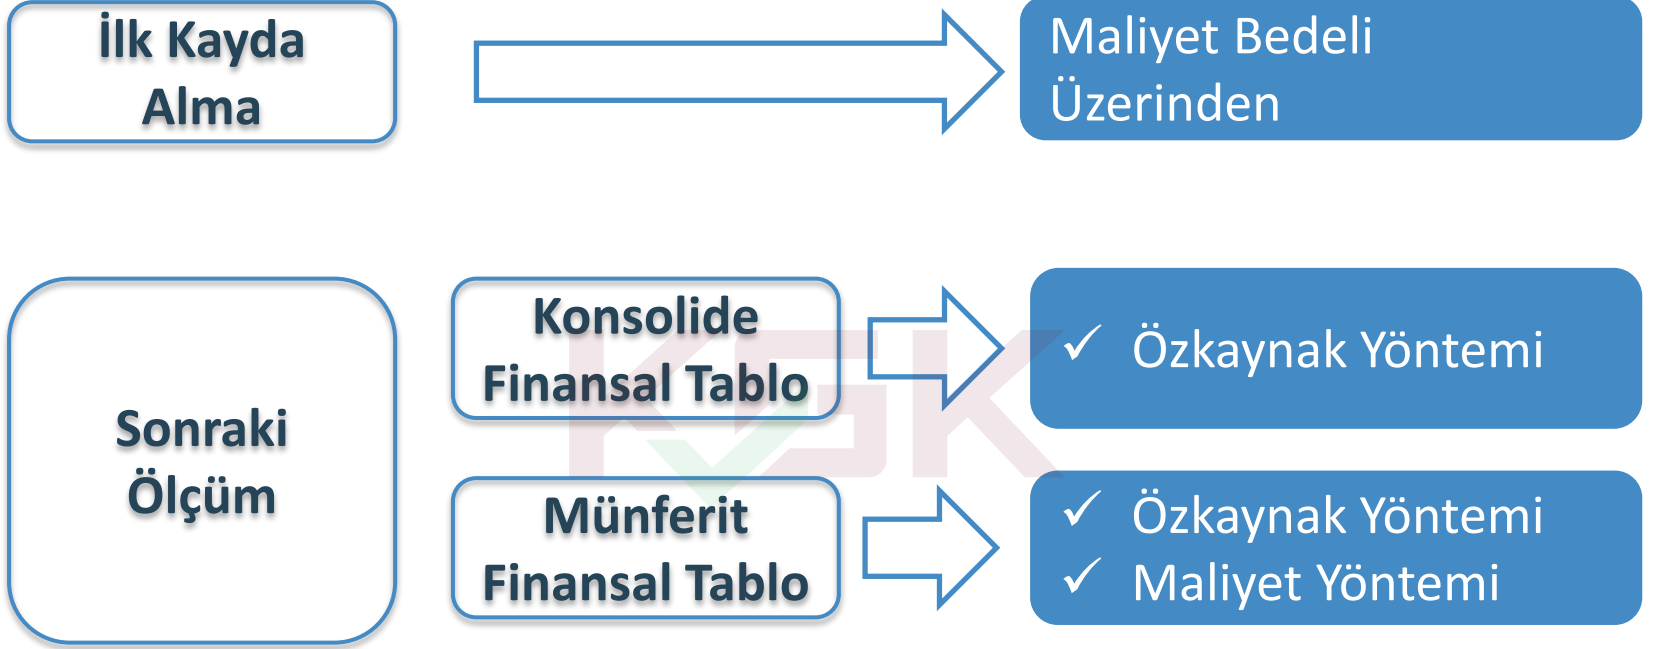 İlk Kayda
Alma
Maliyet Bedeli
Üzerinden
Sonraki
Ölçüm
Konsolide
Finansal Tablo
✓ Özkaynak Yöntemi
Münferit
Finansal Tablo
✓ Özkaynak Yöntemi
✓ Maliyet Yöntemi
KGK